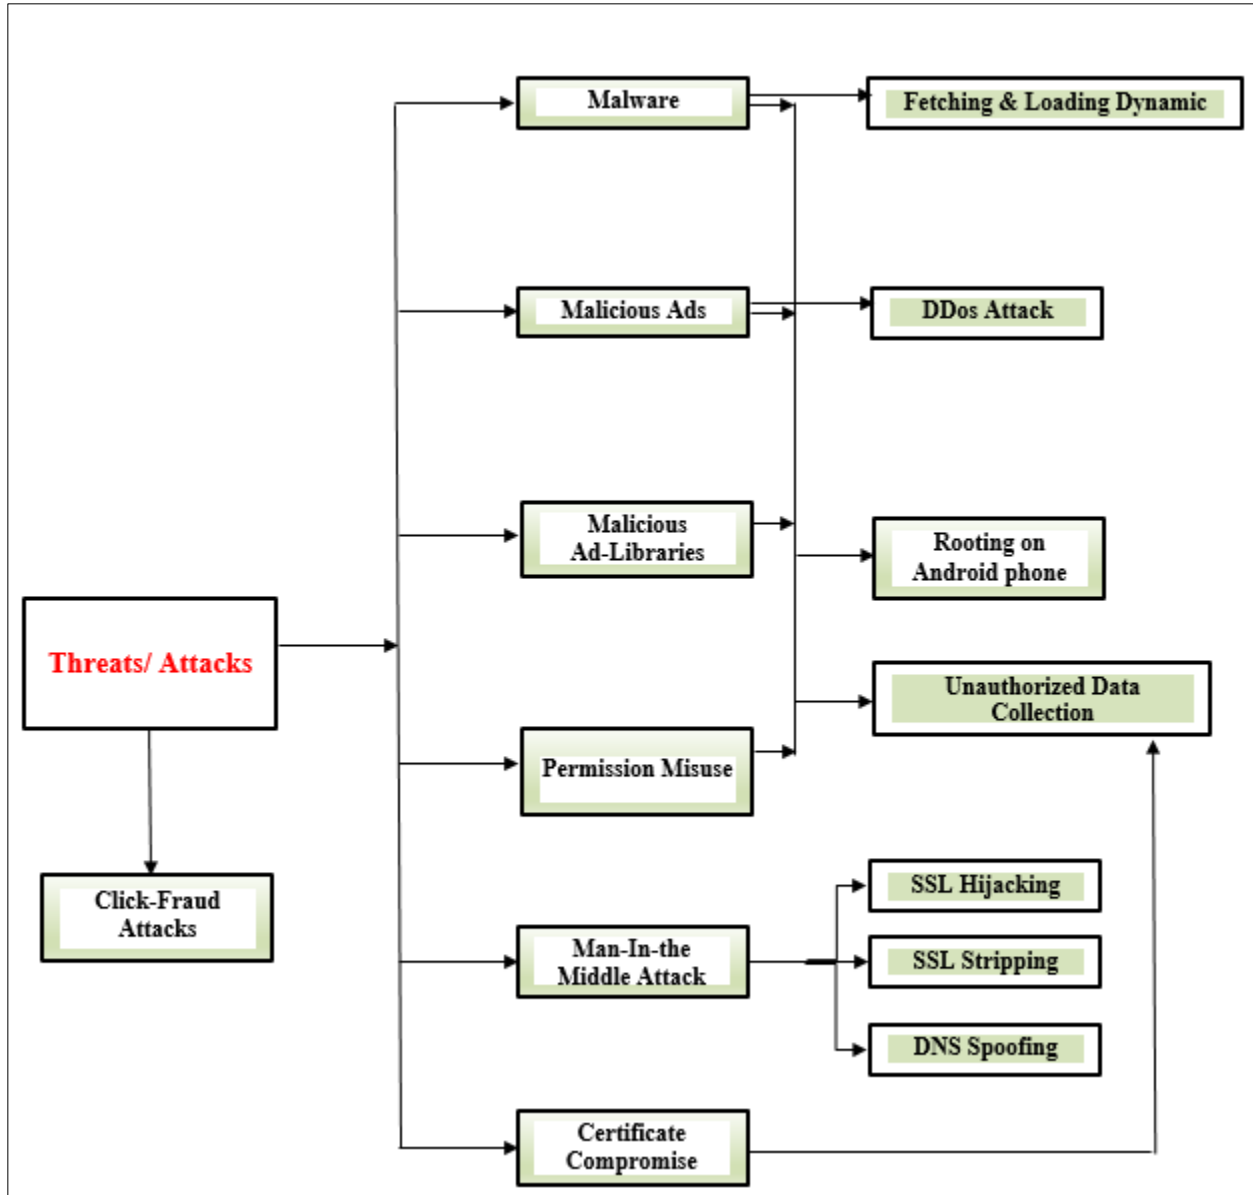 Malware
Fetching & Loading Dynamic
Malicious Ads
DDos Attack
Malicious
Ad-Libraries
Rooting on
Android phone
Threats/ Attacks
Unauthorized Data
Collection
Permission Misuse
Click-Fraud
Attacks
SSL Hijacking
Man-In-the
Middle Attack
SSL Stripping
DNS Spoofing
Certificate
Compromise